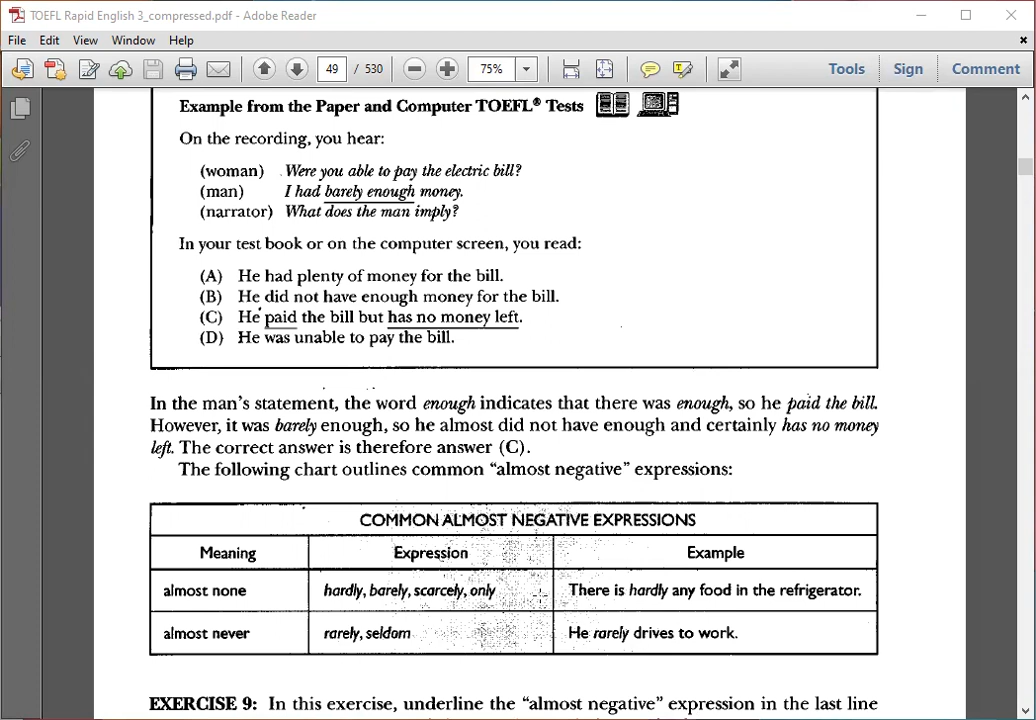 TOEFL Rapid English 3_compressed.pdf - Adobe Reader
File Edit View Window Help
49 / 530 75% Tools Sign Comment
Example from the Paper and Computer TOEFL® Tests
On the recording, you hear:
(woman) Were you able to pay the electric bill?
(man) I had barely enough money.
(narrator) What does the man imply?
In your test book or on the computer screen, you read:
(A) He had plenty of money for the bill.
(B) He did not have enough money for the bill.
(C) He paid the bill but has no money left.
(D) He was unable to pay the bill.
In the man's statement, the word enough indicates that there was enough, so he paid the bill.
However, it was barely enough, so he almost did not have enough and certainly has no money
left. The correct answer is therefore answer (C).
The following chart outlines common "almost negative" expressions:
COMMON ALMOST NEGATIVE EXPRESSIONS
Meaning Expression Example
almost none hardly, barely, scarcely, only There is hardly any food in the refrigerator.
almost never rarely, seldom He rarely drives to work.
EXERCISE 9: In this exercise, underline the "almost negative" expression in the last line